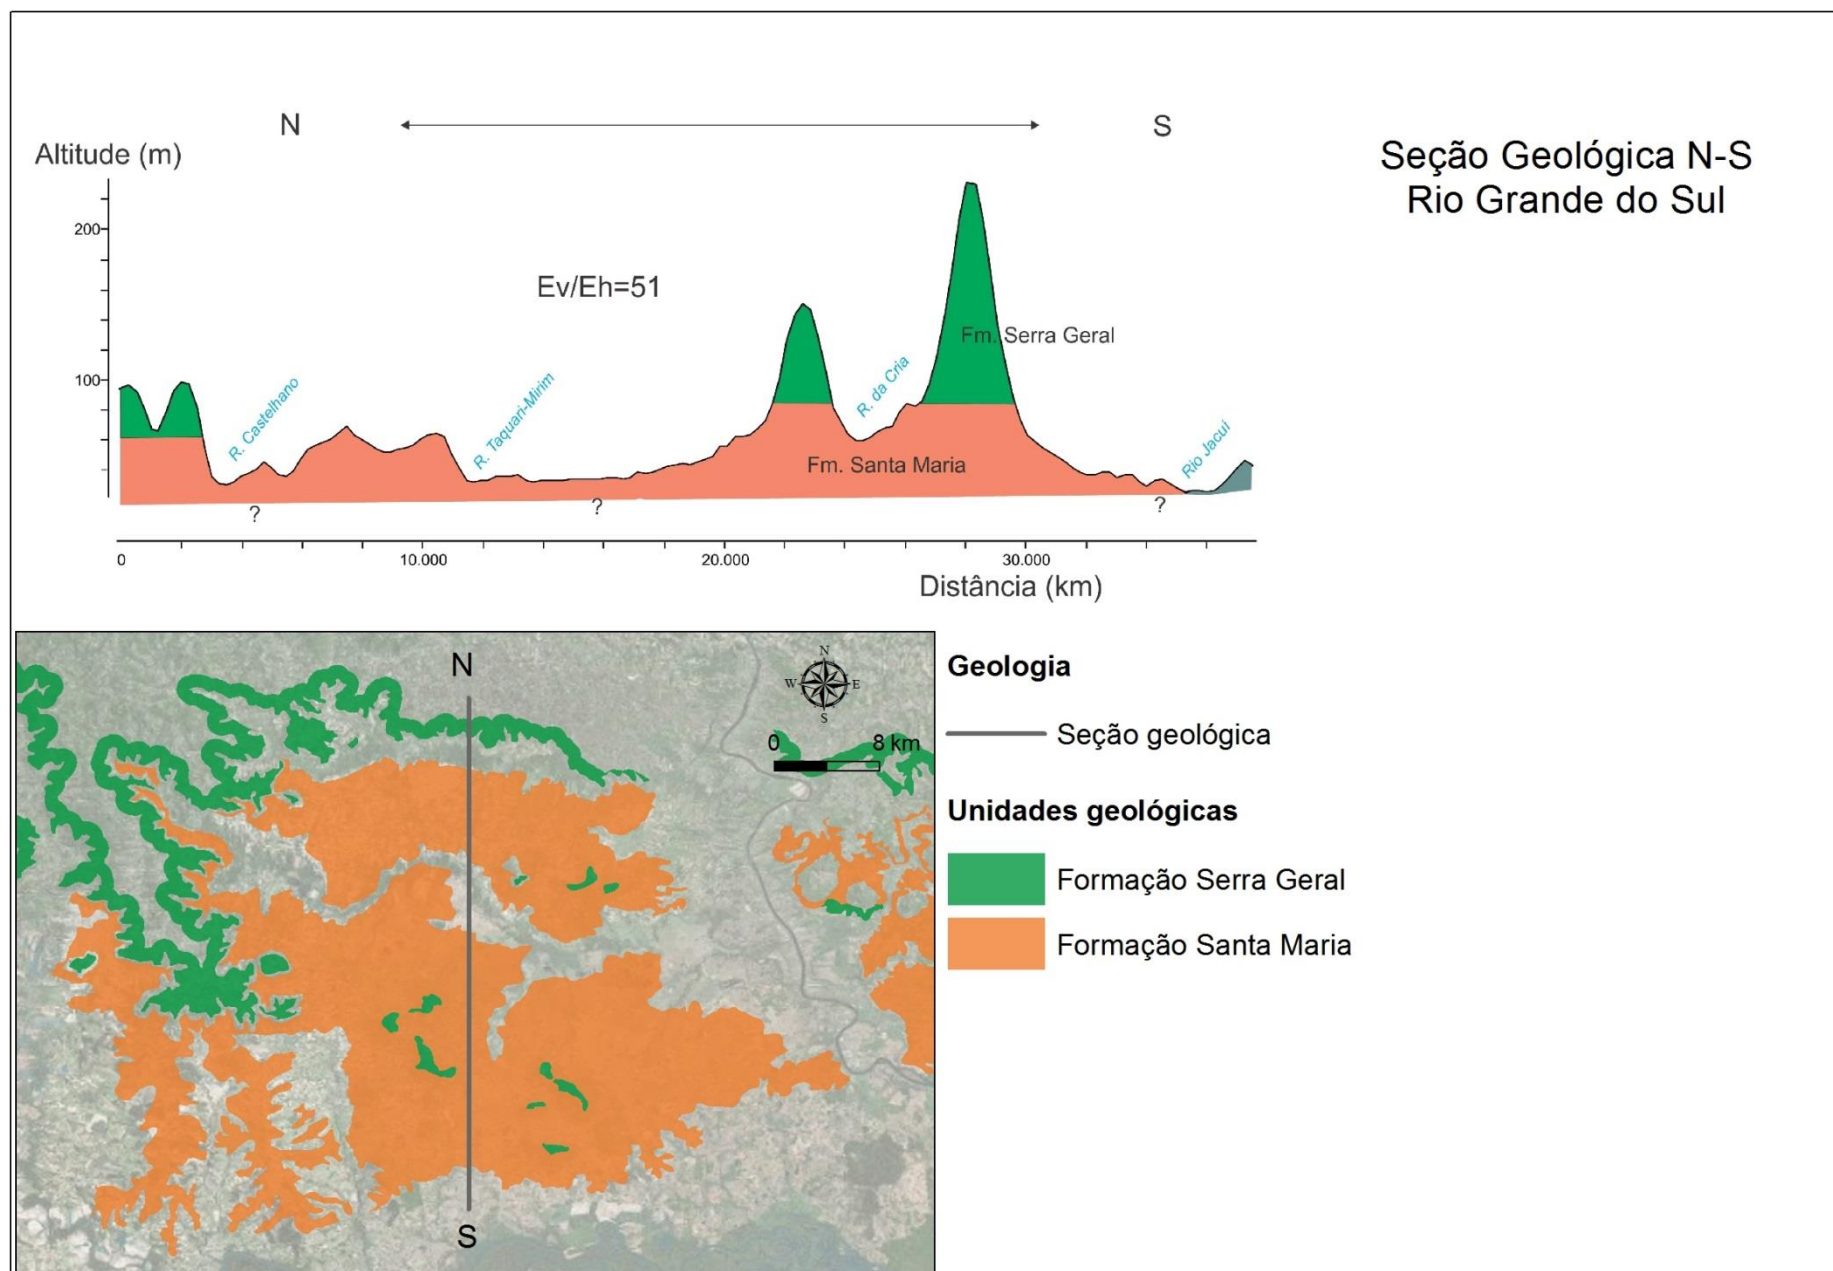 N
S
Altitude (m)
Seção Geológica N-S
Rio Grande do Sul
200
Ev/Eh=51
Fm. Serra Geral
100
R. Castelhano
R. Taquari-Mirim
R. da Cria
Rio Jacuí
Fm. Santa Maria
?
?
?
0
10.000
20.000
30.000
Distância (km)
N
N
W
E
S
0
8 km
S
Geologia
Seção geológica
Unidades geológicas
Formação Serra Geral
Formação Santa Maria